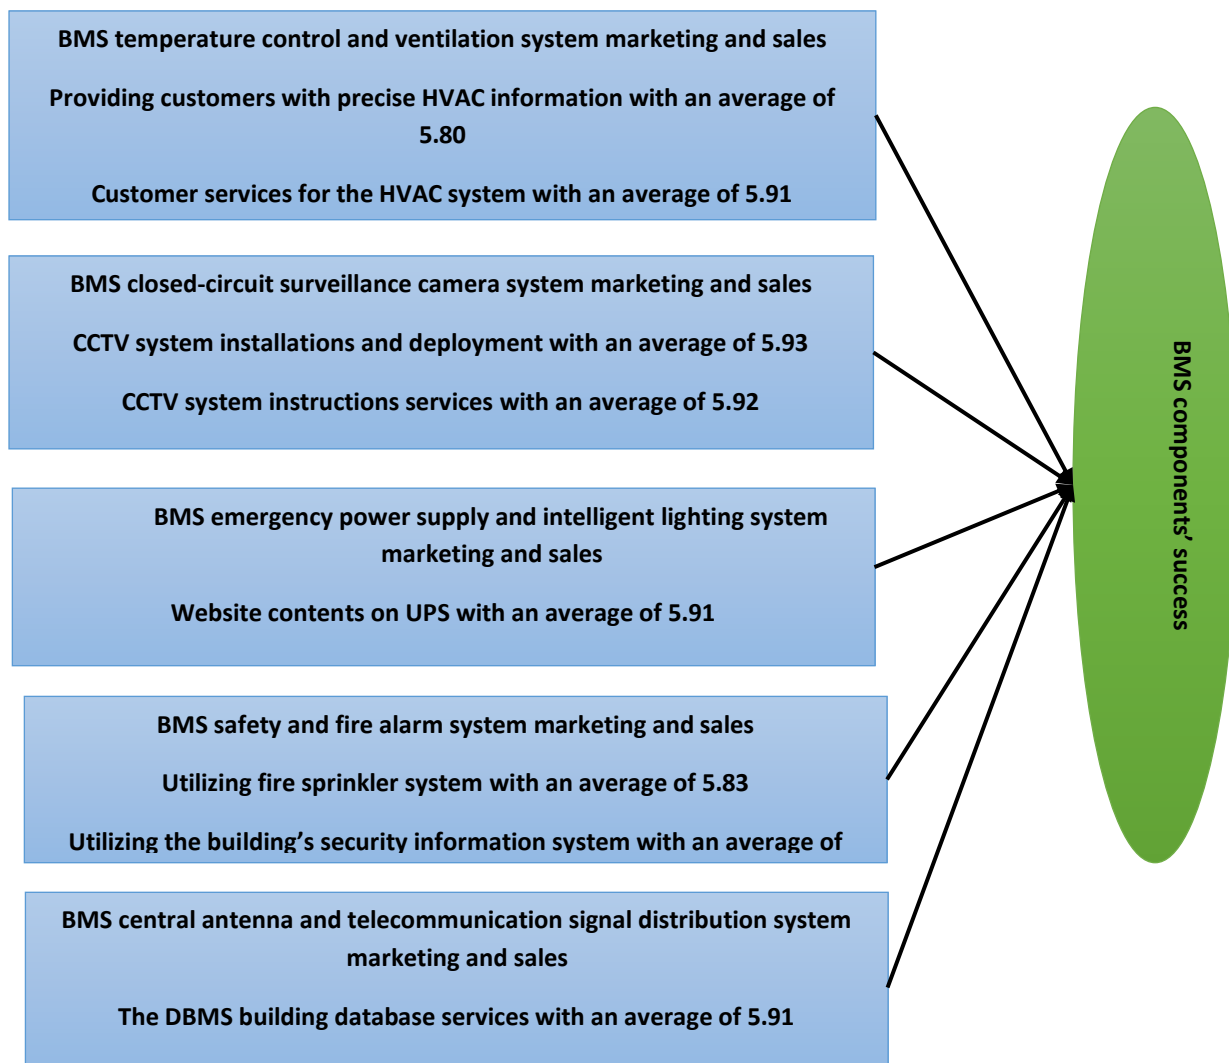 BMS temperature control and ventilation system marketing and sales
Providing customers with precise HVAC information with an average of
5.80
Customer services for the HVAC system with an average of 5.91
BMS closed-circuit surveillance camera system marketing and sales
CCTV system installations and deployment with an average of 5.93
CCTV system instructions services with an average of 5.92
BMS emergency power supply and intelligent lighting system
marketing and sales
Website contents on UPS with an average of 5.91
BMS safety and fire alarm system marketing and sales
Utilizing fire sprinkler system with an average of 5.83
Utilizing the building’s security information system with an average of
BMS central antenna and telecommunication signal distribution system
marketing and sales
The DBMS building database services with an average of 5.91
BMS components’ success